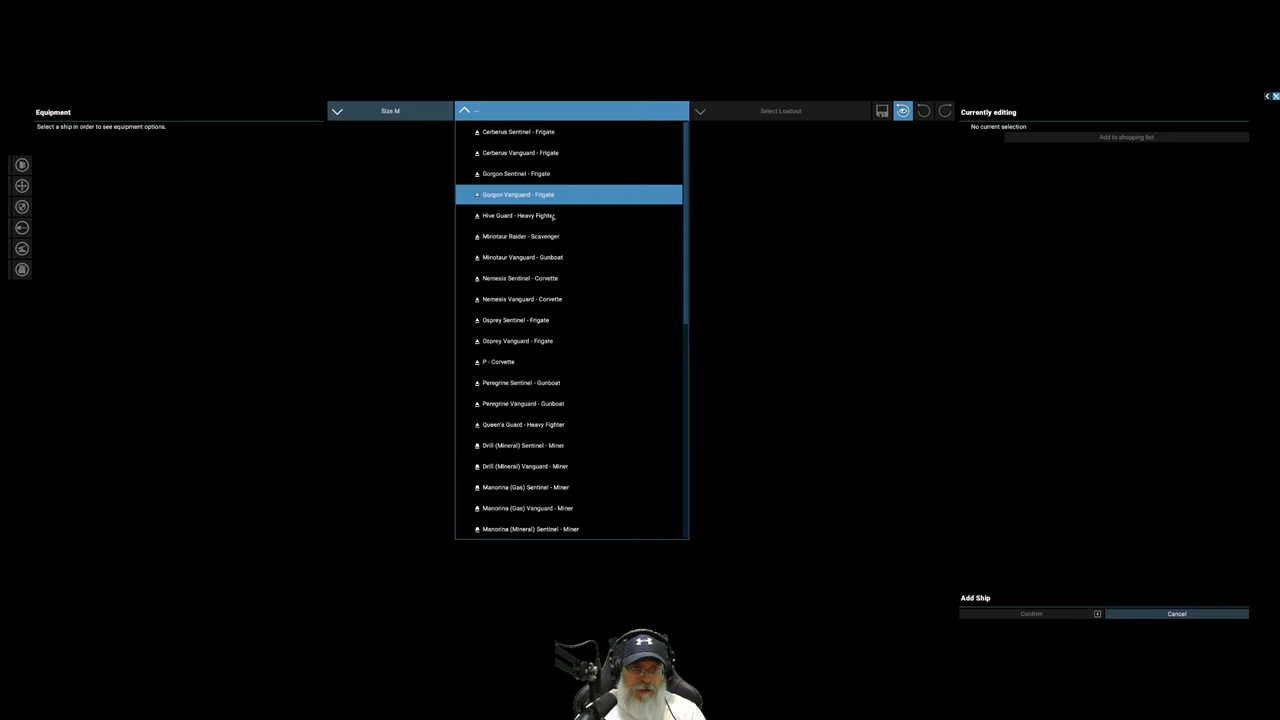 Equipment
Select a ship in order to see equipment options.
Size M
--
Select Loadout
Currently editing
No current selection
Add to shopping list
Cerberus Sentinel - Frigate
Cerberus Vanguard - Frigate
Gorgon Sentinel - Frigate
Gorgon Vanguard - Frigate
Hive Guard - Heavy Fighter
Minotaur Raider - Scavenger
Minotaur Vanguard - Gunboat
Nemesis Sentinel - Corvette
Nemesis Vanguard - Corvette
Osprey Sentinel - Frigate
Osprey Vanguard - Frigate
P - Corvette
Peregrine Sentinel - Gunboat
Peregrine Vanguard - Gunboat
Queen's Guard - Heavy Fighter
Drill (Mineral) Sentinel - Miner
Drill (Mineral) Vanguard - Miner
Manorina (Gas) Sentinel - Miner
Manorina (Gas) Vanguard - Miner
Manorina (Mineral) Sentinel - Miner
Add Ship
Confirm
Cancel